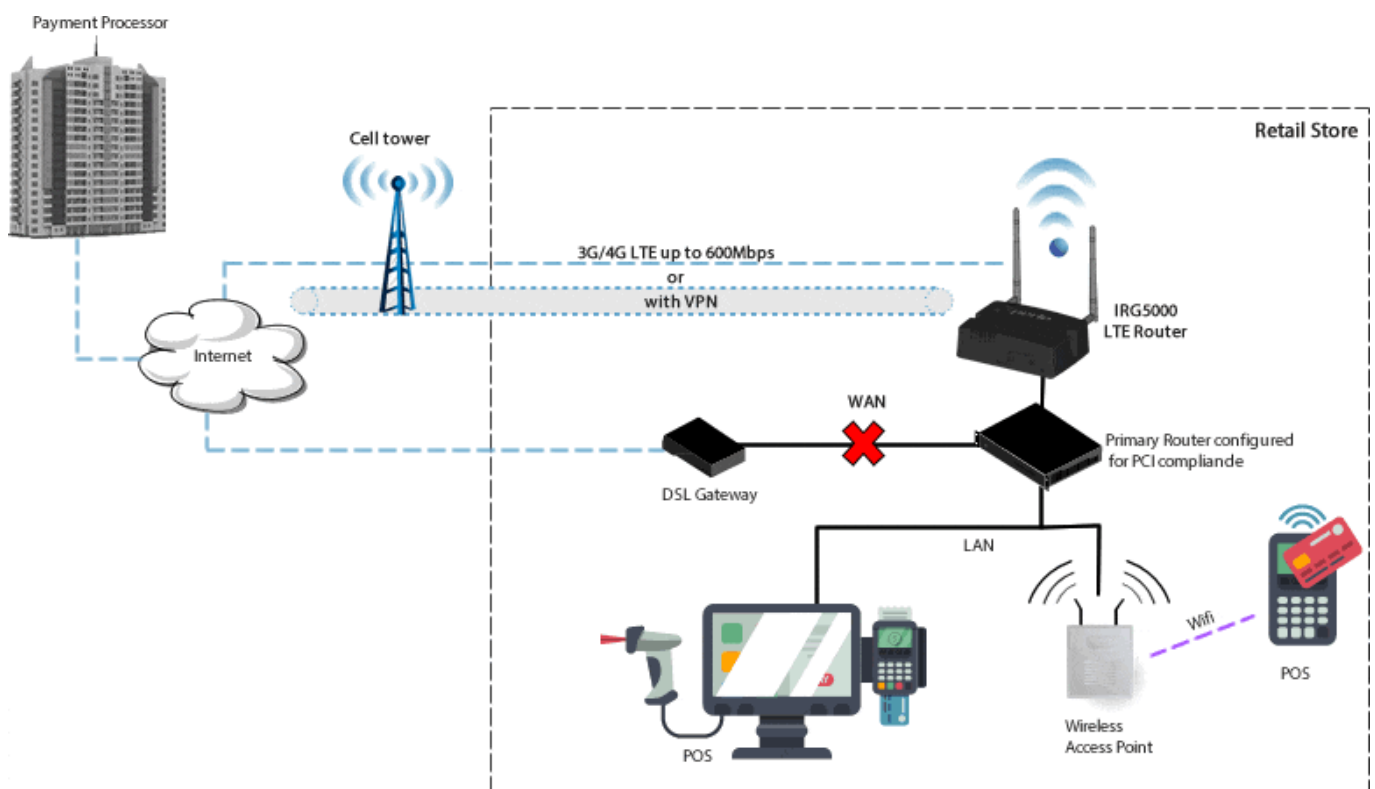 Payment Processor
Retail Store
Cell tower
3G/4G LTE up to 600Mbps
or
with VPN
IRG5000
LTE Router
Internet
WAN
Primary Router configured
for PCI compliande
DSL Gateway
LAN
Wifi
POS
Wireless
Access Point
POS